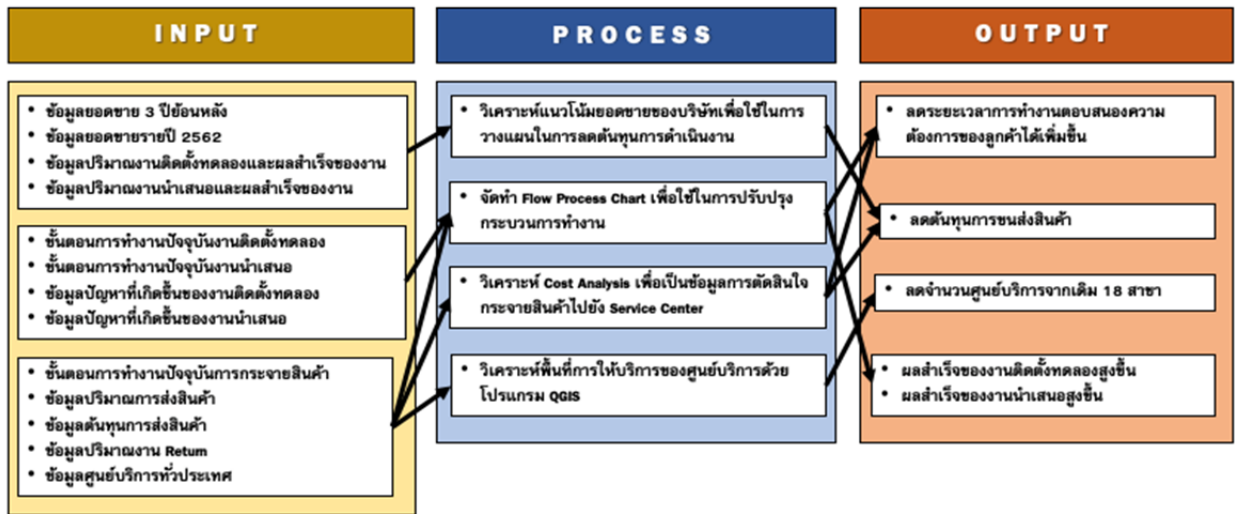 INPUT
• ข้อมูลยอดขาย 3 ปีย้อนหลัง
• ข้อมูลยอดขายรายปี 2562
• ข้อมูลปริมาณงานติดตั้งทดลองและผลสำเร็จของงาน
• ข้อมูลปริมาณงานนำเสนอและผลสำเร็จของงาน
• ขั้นตอนการทำงานปัจจุบันงานติดตั้งทดลอง
• ขั้นตอนการทำงานปัจจุบันงานนำเสนอ
• ข้อมูลปัญหาที่เกิดขึ้นของงานติดตั้งทดลอง
• ข้อมูลปัญหาที่เกิดขึ้นของงานนำเสนอ
• ขั้นตอนการทำงานปัจจุบันการกระจายสินค้า
• ข้อมูลปริมาณการส่งสินค้า
• ข้อมูลต้นทุนการส่งสินค้า
• ข้อมูลปริมาณงาน Return
• ข้อมูลศูนย์บริการทั่วประเทศ
PROCESS
• วิเคราะห์แนวโน้มยอดขายของบริษัทเพื่อใช้ในการ
วางแผนในการลดต้นทุนการดำเนินงาน
• จัดทำ Flow Process Chart เพื่อใช้ในการปรับปรุง
กระบวนการทำงาน
• วิเคราะห์ Cost Analysis เพื่อเป็นข้อมูลการตัดสินใจ
กระจายสินค้าไปยัง Service Center
• วิเคราะห์พื้นที่การให้บริการของศูนย์บริการด้วย
โปรแกรม QGIS
OUTPUT
• ลดระยะเวลาการทำงานตอบสนองความ
ต้องการของลูกค้าได้เพิ่มขึ้น
• ลดต้นทุนการขนส่งสินค้า
• ลดจำนวนศูนย์บริการจากเดิม 18 สาขา
• ผลสำเร็จของงานติดตั้งทดลองสูงขึ้น
• ผลสำเร็จของงานนำเสนอสูงขึ้น